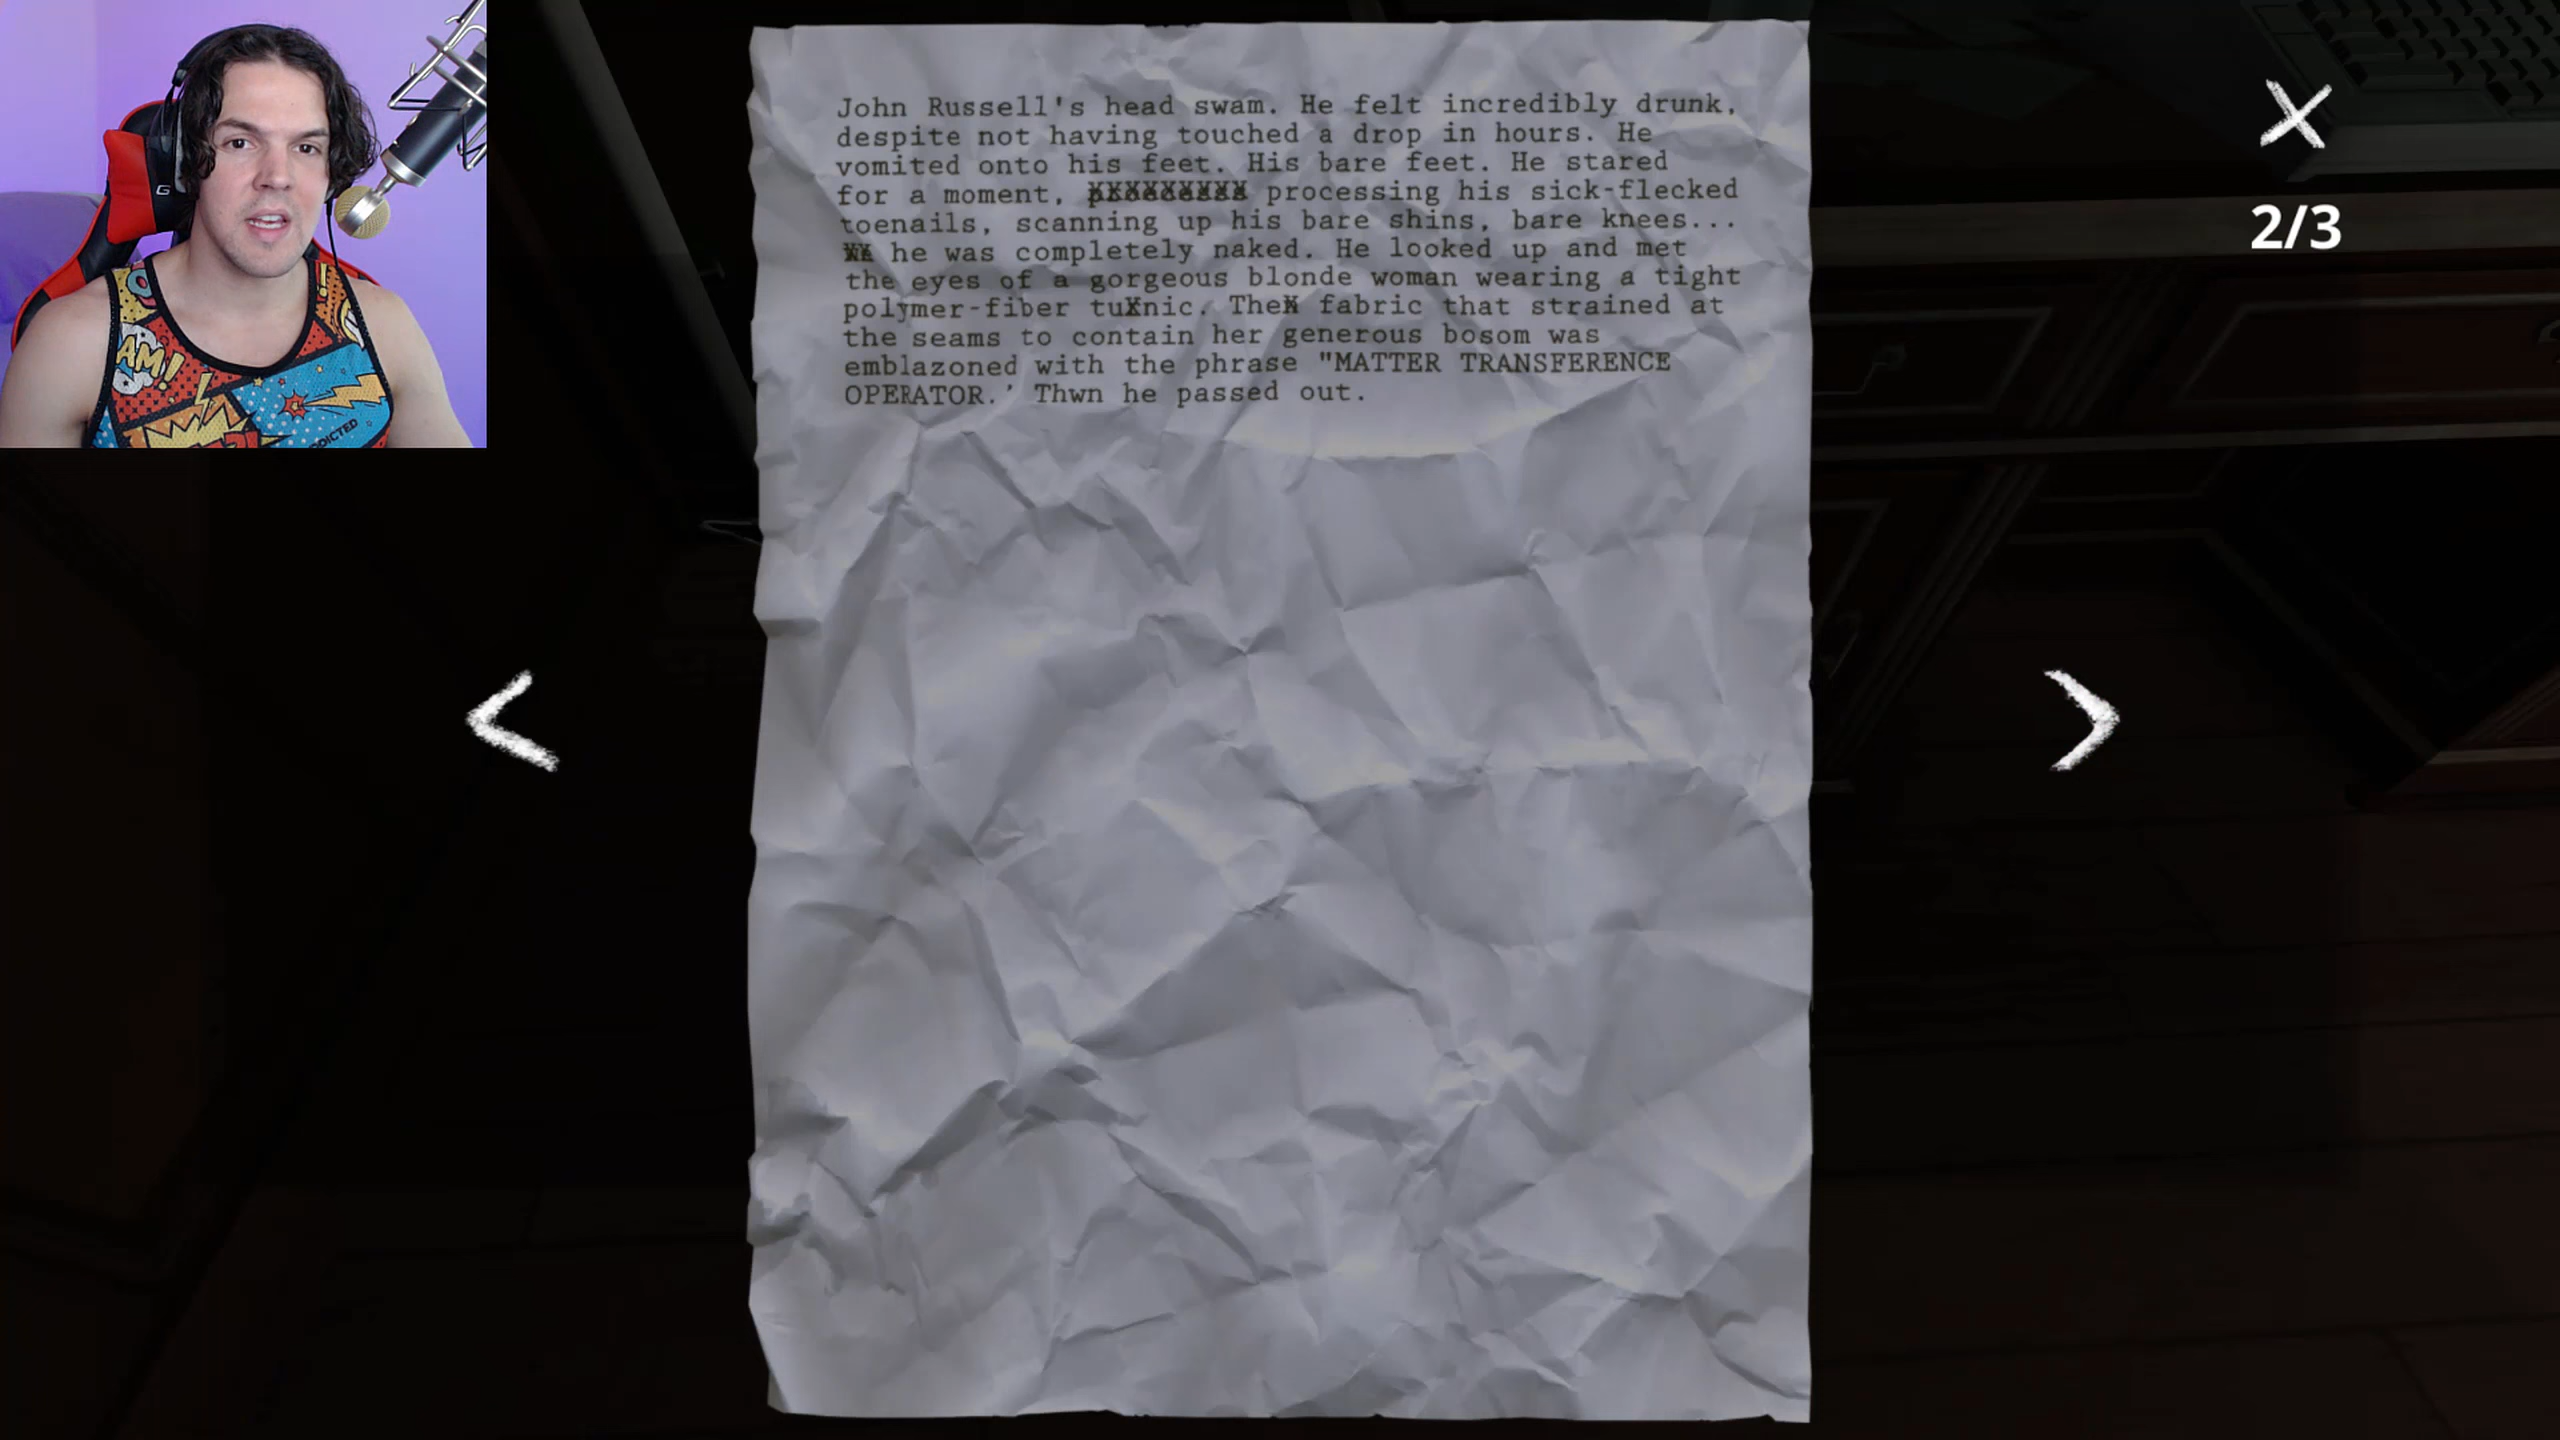 John Russell's head swam. He felt incredibly drunk,
despite not having touched a drop in hours. He
vomited onto his feet. His bare feet. He stared
for a moment, processing his sick-flecked
toenails, scanning up his bare shins, bare knees...
he was completely naked. He looked up and met
the eyes of a gorgeous blonde woman wearing a tight
polymer-fiber tuXnic. TheX fabric that strained at
the seams to contain her generous bosom was
emblazoned with the phrase "MATTER TRANSFERENCE
OPERATOR.' Thwn he passed out.
2/3
AM!
DDICTED
G